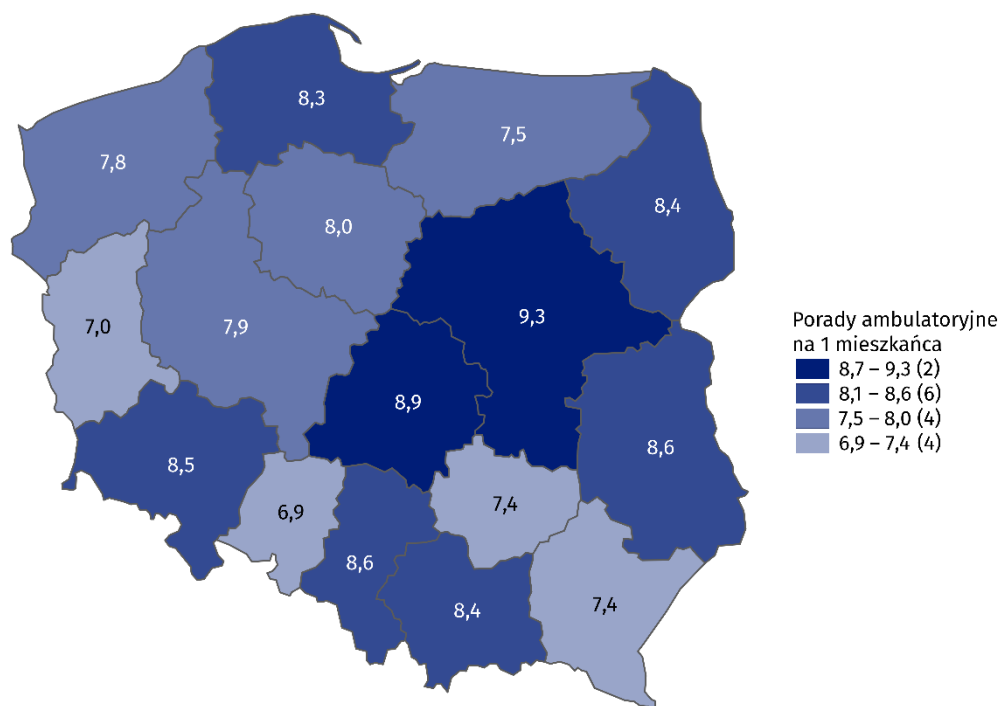 8,3
7,5
7,8
8,4
8,0
7,0
7,9
9,3
8,9
8,6
8,5
6,9
7,4
8,6
8,4
7,4
Porady ambulatoryjne
na 1 mieszkańca
8,7 – 9,3 (2)
8,1 – 8,6 (6)
7,5 – 8,0 (4)
6,9 – 7,4 (4)